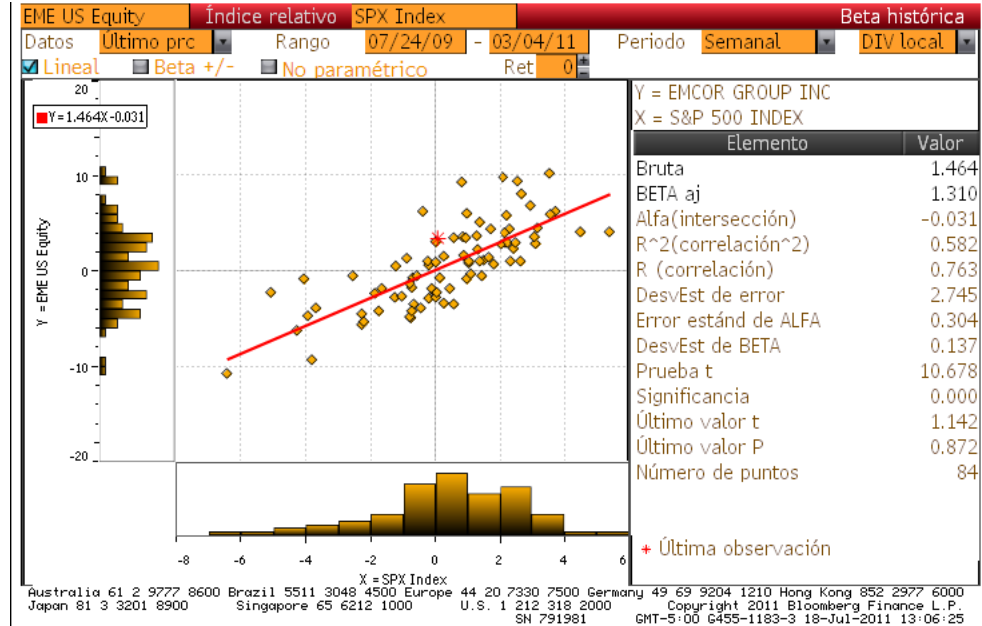 EME US Equity Índice relativo SPX Index Beta histórica
Datos Último prc Rango 07/24/09 - 03/04/11 Periodo Semanal DIV local
Lineal Beta +/- No paramétrico Ret 0
Y = EMCOR GROUP INC
X = S&P 500 INDEX
Elemento Valor
Bruta 1.464
BETA aj 1.310
Alfa(intersección) -0.031
R^2(correlación^2) 0.582
R (correlación) 0.763
DesvEst de error 2.745
Error estánd de ALFA 0.304
DesvEst de BETA 0.137
Prueba t 10.678
Significancia 0.000
Último valor t 1.142
Último valor P 0.872
Número de puntos 84
+ Última observación
Y=1.464X-0.031
20
10
0
-10
-20
Y = EME US Equity
-8 -6 -4 -2 0 2 4 6
X = SPX Index
Australia 61 2 9777 8600 Brazil 5511 3048 4500 Europe 44 20 7330 7500 Germany 49 69 9204 1210 Hong Kong 852 2977 6000
Japan 81 3 3201 8900 Singapore 65 6212 1000 U.S. 1 212 318 2000 Copyright 2011 Bloomberg Finance L.P.
SN 791981 GMT-5:00 G455-1183-3 18-Jul-2011 13:06:25